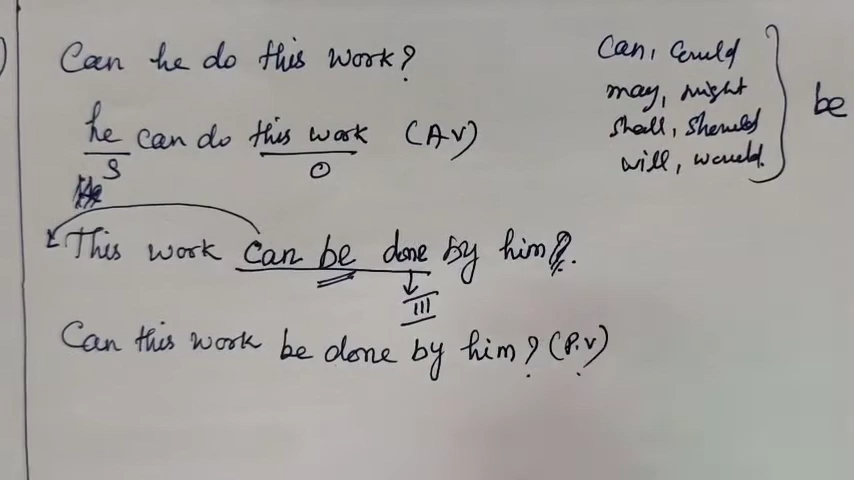 Can he do this work?
he can do this work (A.V)
S O
This work can be done by him?.
III
Can this work be done by him? (P.V)
Can, Could
may, might
shall, should
will, would.
be